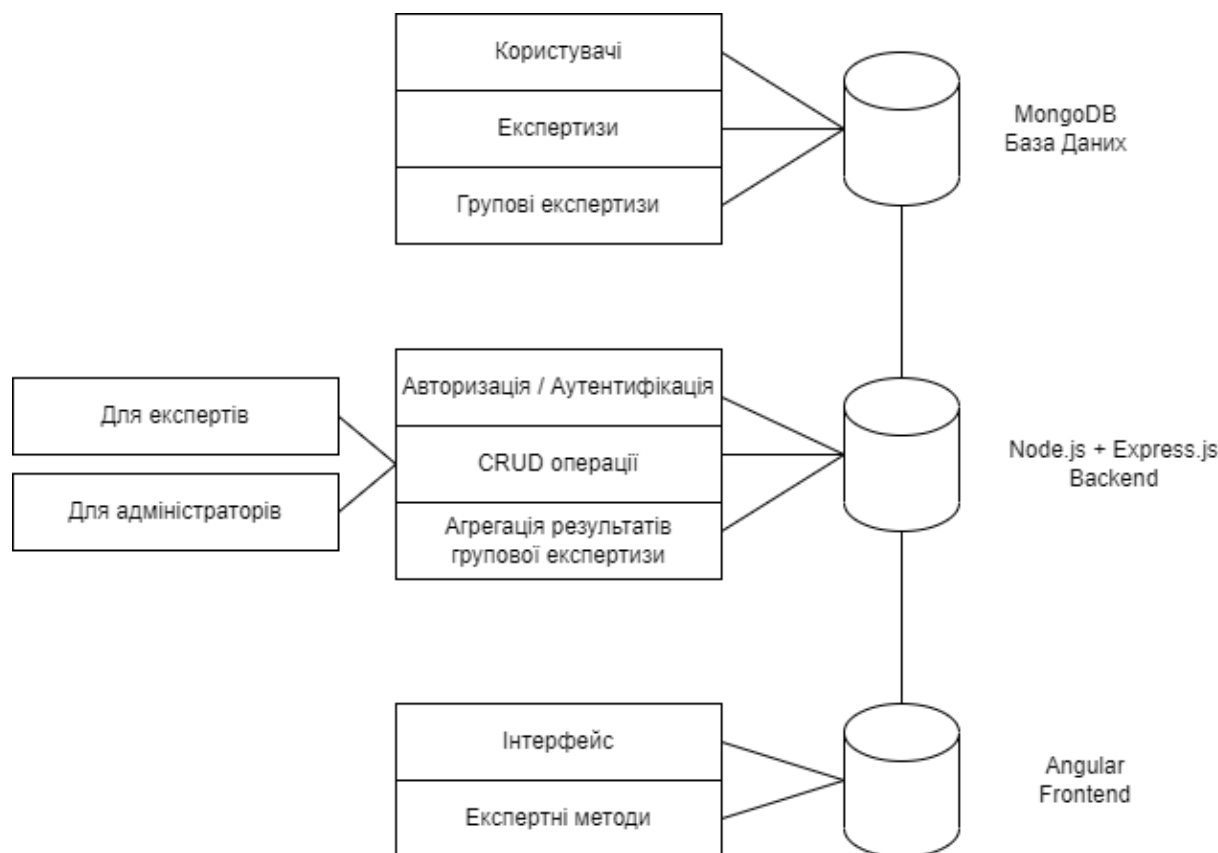 Користувачі
Експертизи
Групові експертизи
MongoDB
База Даних
Для експертів
Для адміністраторів
Авторизація / Аутентифікація
CRUD операції
Агрегація результатів
групової експертизи
Node.js + Express.js
Backend
Інтерфейс
Експертні методи
Angular
Frontend